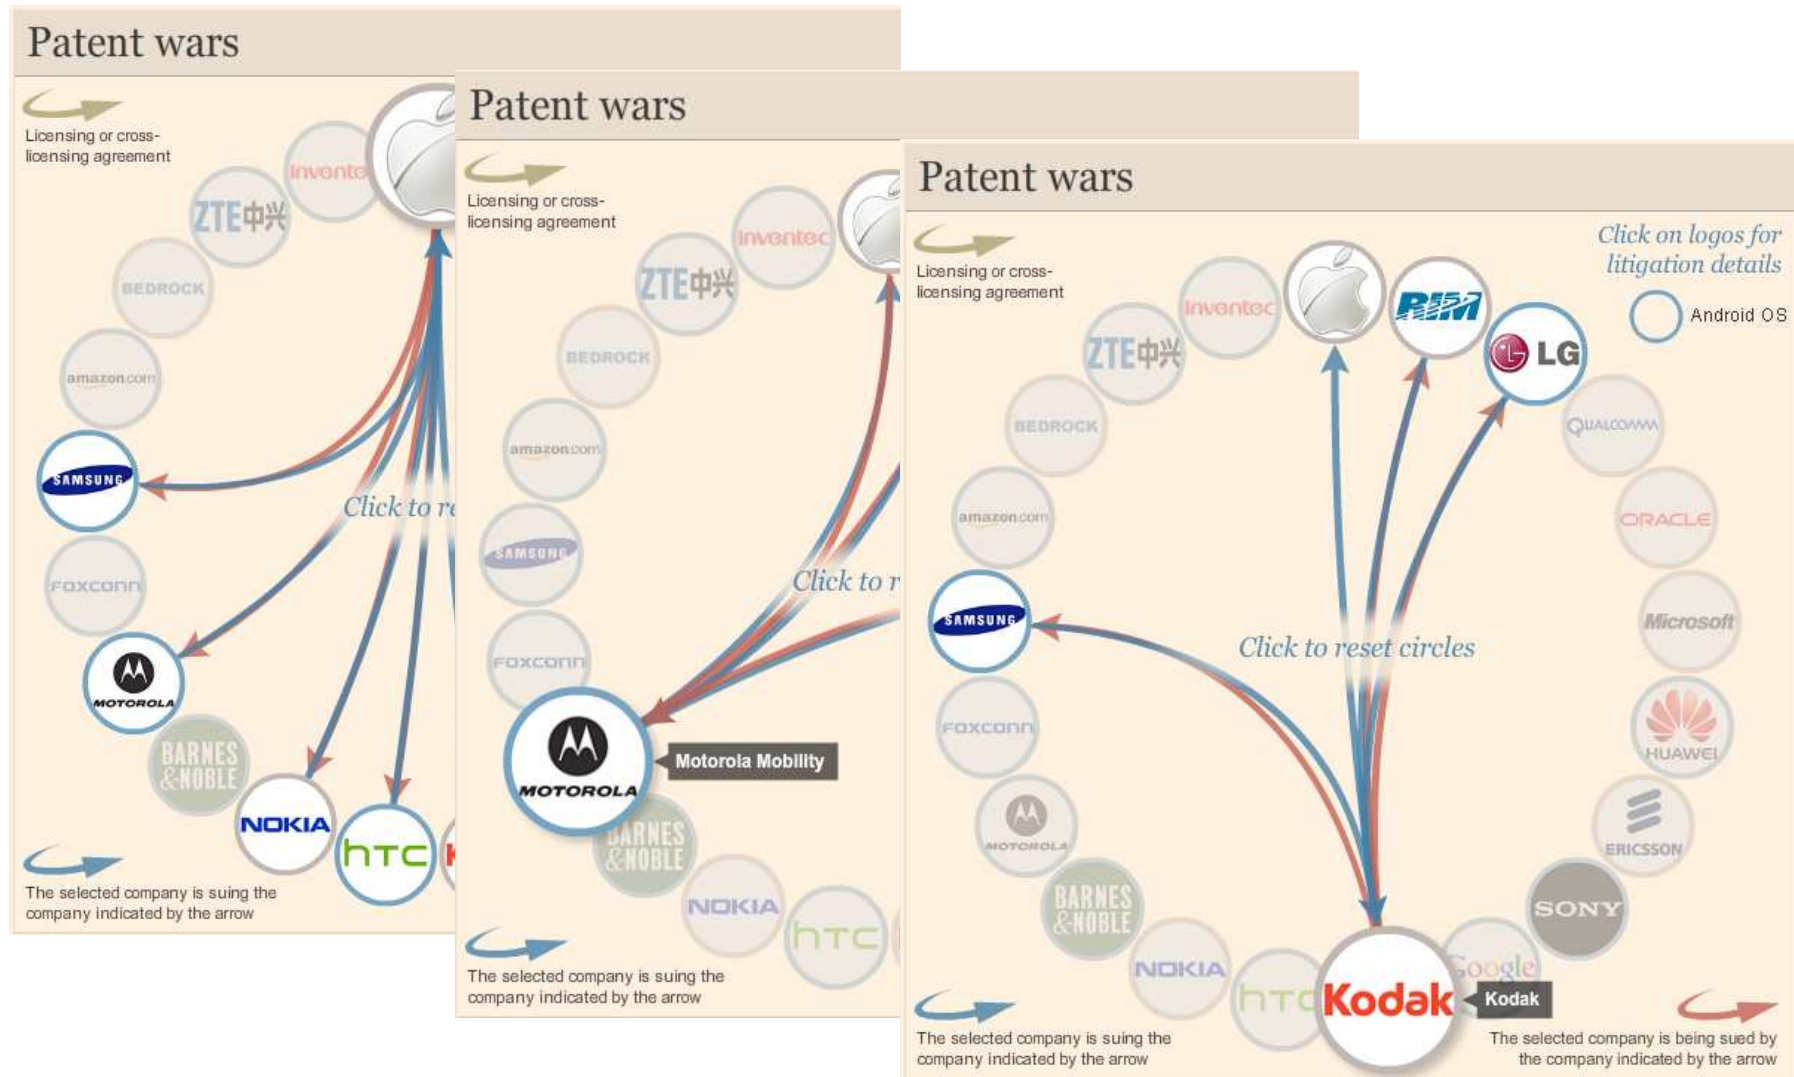 Patent wars
Licensing or cross-
licensing agreement
ZTE中兴
BEDROCK
amazon.com
SAMSUNG
Click to
FOXCONN
MOTOROLA
BARNES
&NOBLE
NOKIA
hTC
The selected company is suing the
company indicated by the arrow
Patent wars
Licensing or cross-
licensing agreement
Inventec
ZTE中兴
BEDROCK
amazon.com
SAMSUNG
Click to
FOXCONN
Motorola Mobility
MOTOROLA
BARNES
&NOBLE
NOKIA
hTC
The selected company is suing the
company indicated by the arrow
Patent wars
Click on logos for
litigation details
Licensing or cross-
licensing agreement
Android OS
Inventec
RIM
LG
ZTE中兴
BEDROCK
QUALCOMM
amazon.com
ORACLE
SAMSUNG
Microsoft
Click to reset circles
FOXCONN
HUAWEI
MOTOROLA
ERICSSON
BARNES
&NOBLE
SONY
NOKIA
Google
hTC
Kodak
Kodak
The selected company is suing the
company indicated by the arrow
The selected company is being sued by
the company indicated by the arrow